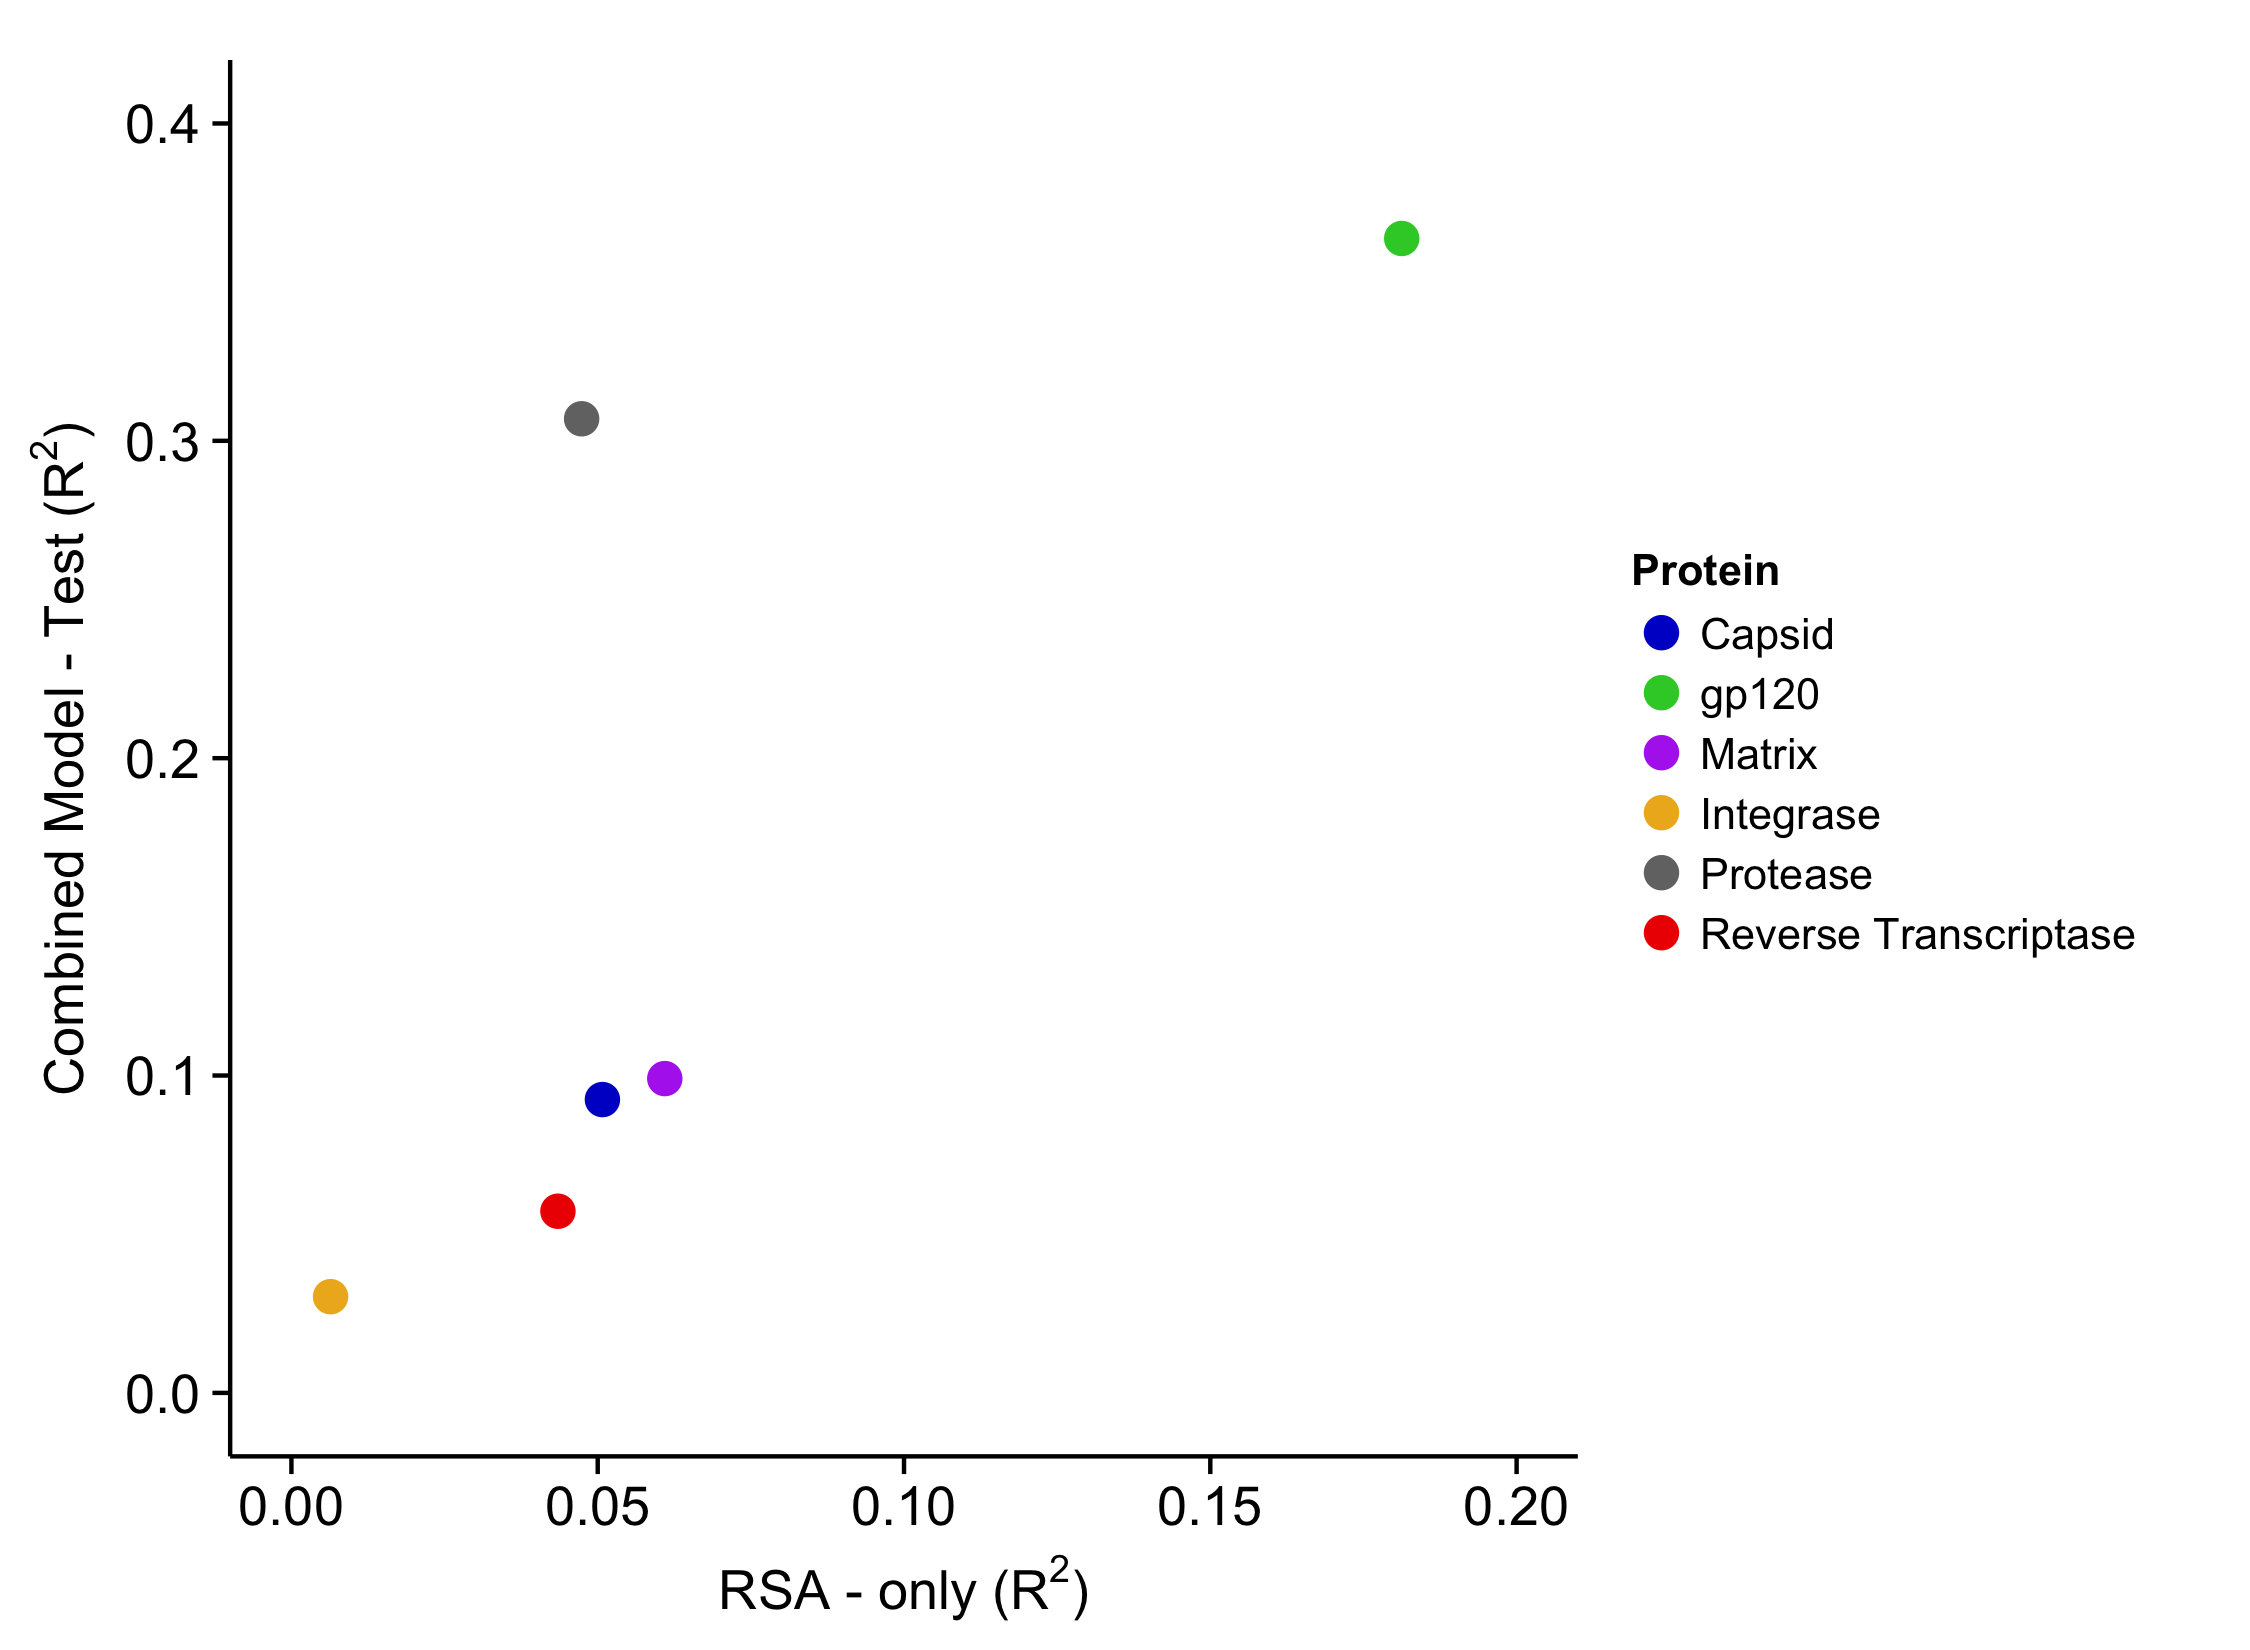 0.4
0.3
0.2
0.1
0.0
Combined Model - Test (R²)
0.00 0.05 0.10 0.15 0.20
RSA - only (R²)
Protein
Capsid
gp120
Matrix
Integrase
Protease
Reverse Transcriptase